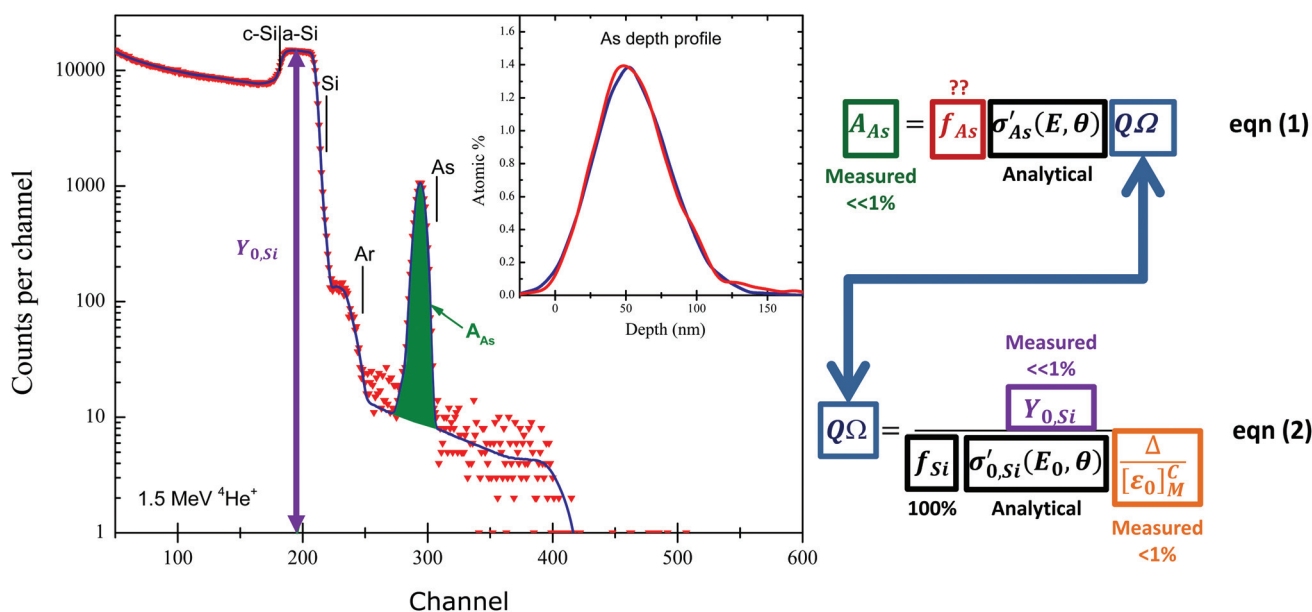 c-Si a-Si
Si
Ar
As
Y0,Si
AAs
1.5 MeV 4He+
Counts per channel
10000
1000
100
10
1
100 200 300 400 500 600
Channel
As depth profile
Atomic %
1.6
1.4
1.2
1.0
0.8
0.6
0.4
0.2
0.0
0 50 100 150
Depth (nm)
??
A_As = f_As σ'_As(E, θ) QΩ eqn (1)
Measured Analytical
<<1%
Measured
<<1%
Y_0,Si
QΩ = eqn (2)
f_Si σ'_0,Si(E_0, θ) Δ
[ε_0]^C_M
100% Analytical Measured
<1%